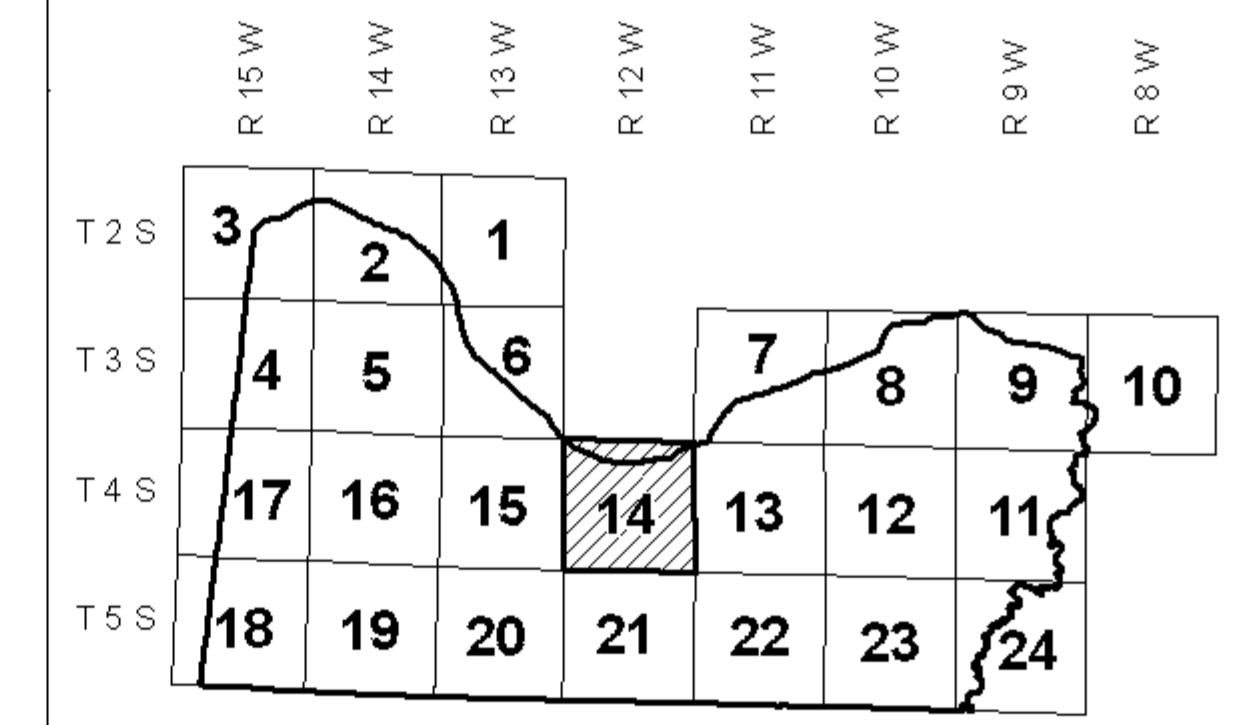 R 15 W R 14 W R 13 W R 12 W R 11 W R 10 W R 9 W R 8 W
T 2 S 3 2 1
T 3 S 4 5 6 7 8 9 10
T 4 S 17 16 15 14 13 12 11
T 5 S 18 19 20 21 22 23 24